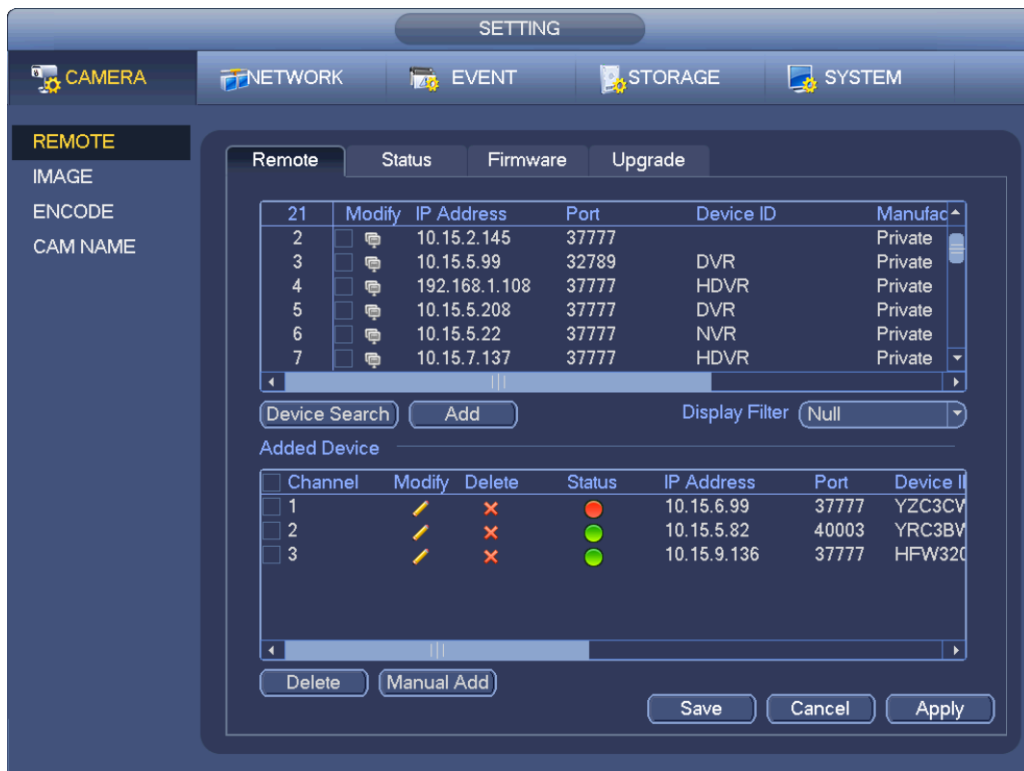 SETTING
CAMERA NETWORK EVENT STORAGE SYSTEM
REMOTE
IMAGE
ENCODE
CAM NAME
Remote Status Firmware Upgrade
21 Modify IP Address Port Device ID Manufac
2 10.15.2.145 37777 Private
3 10.15.5.99 32789 DVR Private
4 192.168.1.108 37777 HDVR Private
5 10.15.5.208 37777 DVR Private
6 10.15.5.22 37777 NVR Private
7 10.15.7.137 37777 HDVR Private
Device Search Add Display Filter Null
Added Device
Channel Modify Delete Status IP Address Port Device I
1 10.15.6.99 37777 YZC3CV
2 10.15.5.82 40003 YRC3BV
3 10.15.9.136 37777 HFW320
Delete Manual Add
Save Cancel Apply